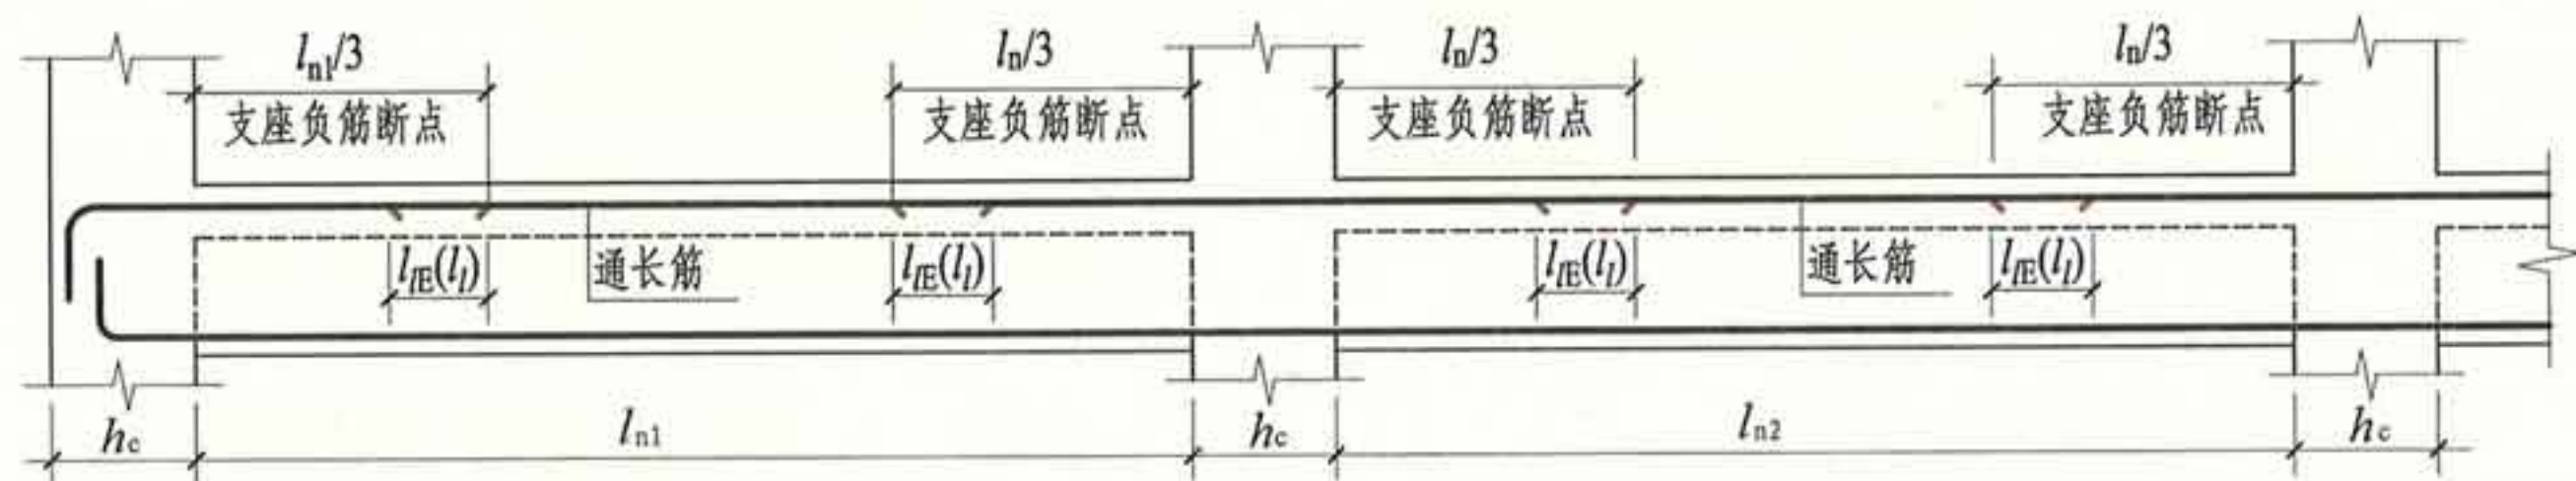 lₙ₁/3
支座负筋断点
lₙ/3
支座负筋断点
lₙ/3
支座负筋断点
lₙ/3
支座负筋断点
lₗE(lₗ)
通长筋
lₗE(lₗ)
lₗE(lₗ)
通长筋
lₗE(lₗ)
hc
ln1
hc
ln2
hc